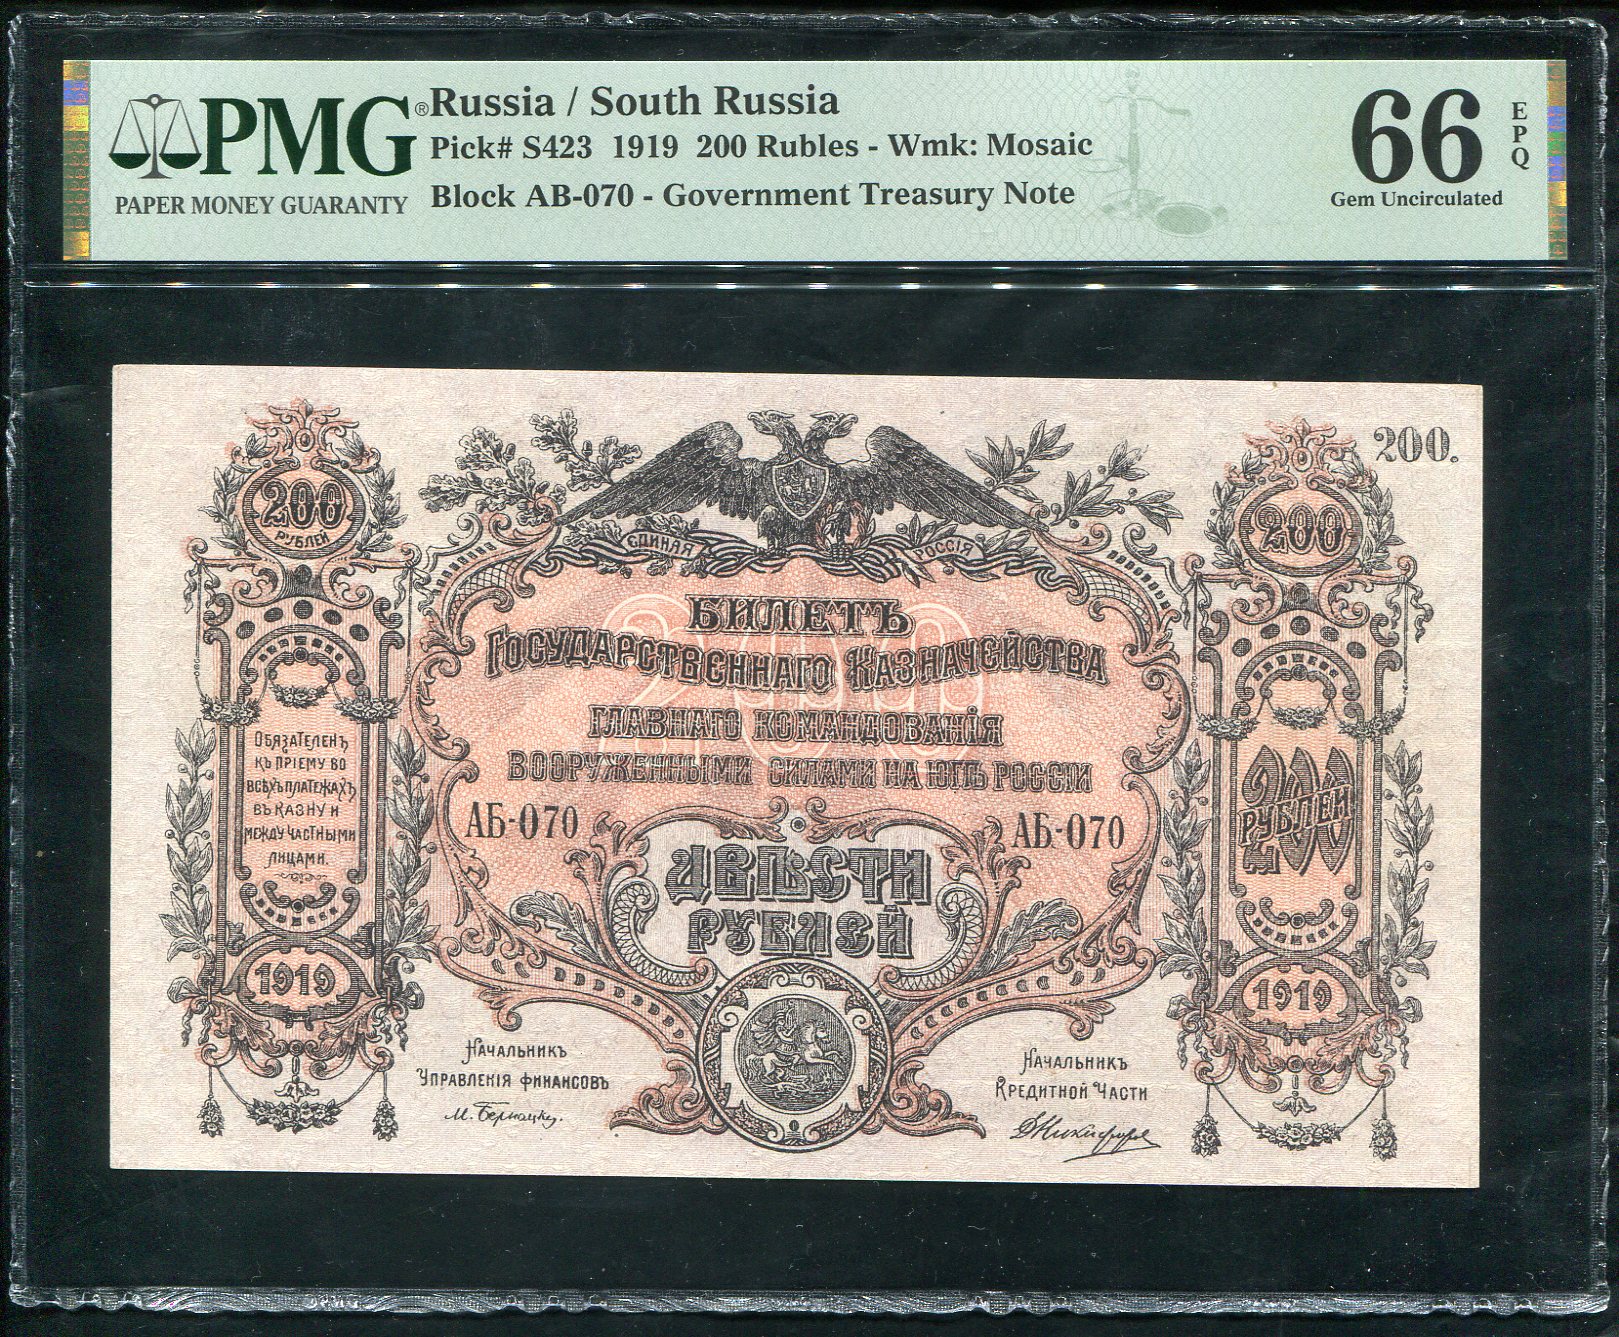 PMG®
PAPER MONEY GUARANTY
Russia / South Russia
Pick# S423 1919 200 Rubles - Wmk: Mosaic
Block AB-070 - Government Treasury Note
66
EPQ
Gem Uncirculated
200.
200
РУБЛЕЙ
200
ЕДИНАЯ РОССІЯ
200
БИЛЕТЪ
ГОСУДАРСТВЕННАГО КАЗНАЧЕЙСТВА
ГЛАВНАГО КОМАНДОВАНІЯ
ВООРУЖЕННЫМИ СИЛАМИ НА ЮГѢ РОССІИ
АБ-070 АБ-070
ДВѢСТИ
РУБЛЕЙ
ОБЯЗАТЕЛЕНЪ
КЪ ПРІЕМУ ВО
ВСѢХЪ ПЛАТЕЖАХЪ
ВЪ КАЗНУ И
МЕЖДУ ЧАСТНЫМИ
ЛИЦАМИ.
200
РУБЛЕЙ
1919
1919
НАЧАЛЬНИКЪ
УПРАВЛЕНІЯ ФИНАНСОВЪ
М. Бернацкій.
НАЧАЛЬНИКЪ
КРЕДИТНОЙ ЧАСТИ